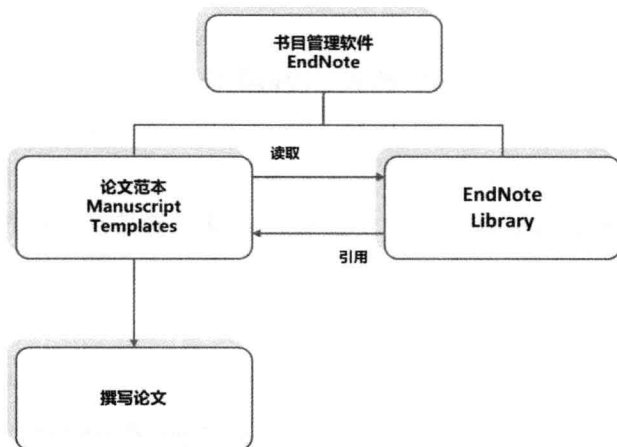 书目管理软件
EndNote
读取
论文范本
Manuscript
Templates
EndNote
Library
引用
撰写论文